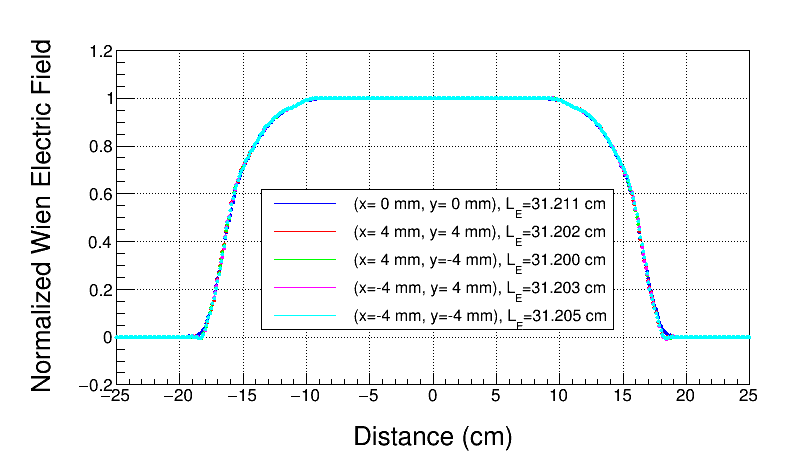 Normalized Wien Electric Field
1.2
1
0.8
0.6
0.4
0.2
0
−0.2
(x= 0 mm, y= 0 mm), L_E=31.211 cm
(x= 4 mm, y= 4 mm), L_E=31.202 cm
(x= 4 mm, y=-4 mm), L_E=31.200 cm
(x=-4 mm, y= 4 mm), L_E=31.203 cm
(x=-4 mm, y=-4 mm), L_E=31.205 cm
−25 −20 −15 −10 −5 0 5 10 15 20 25
Distance (cm)